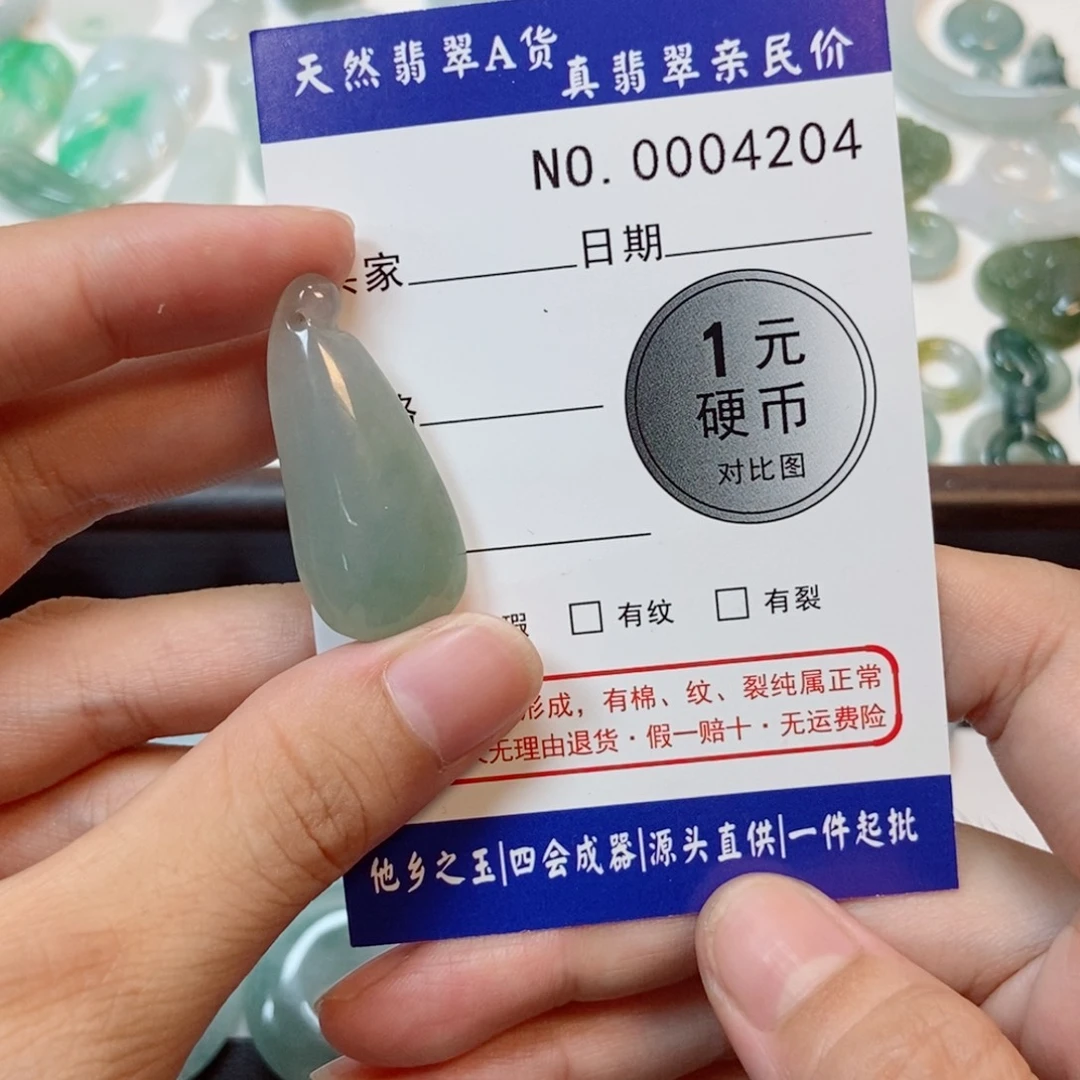 天然翡翠A货 真翡翠亲民价
NO. 0004204
家 日期
1元
硬币
对比图
瑕 □ 有纹 □ 有裂
形成，有棉、纹、裂纯属正常
无理由退货·假一赔十·无运费险
他乡之玉|四会成器|源头直供|一件起批